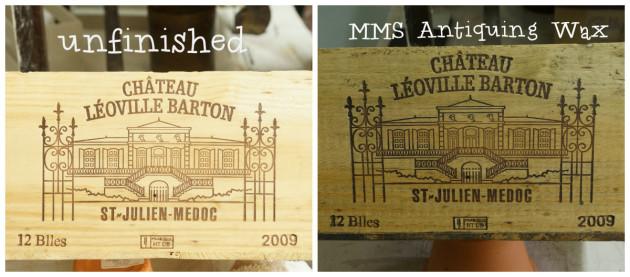 unfinished
CHÂTEAU
LÉOVILLE BARTON
ST-JULIEN-MEDOC
12 Blles
2009
MMS Antiquing Wax
CHÂTEAU
LÉOVILLE BARTON
ST-JULIEN-MEDOC
12 Blles
2009